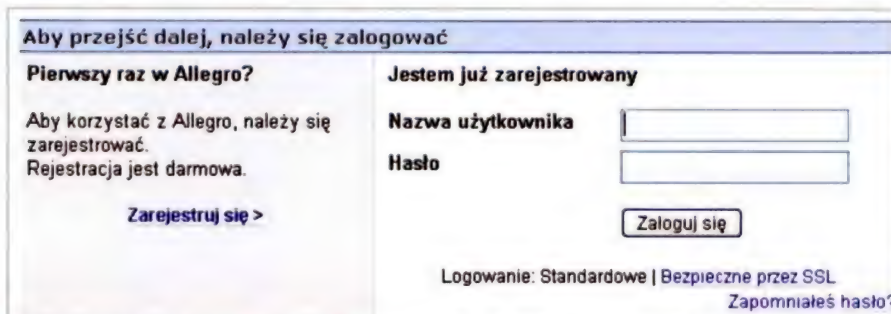 Aby przejść dalej, należy się zalogować
Pierwszy raz w Allegro?
Aby korzystać z Allegro, należy się
zarejestrować.
Rejestracja jest darmowa.
Zarejestruj się >
Jestem już zarejestrowany
Nazwa użytkownika
Hasło
Zaloguj się
Logowanie: Standardowe | Bezpieczne przez SSL
Zapomniałeś hasło?